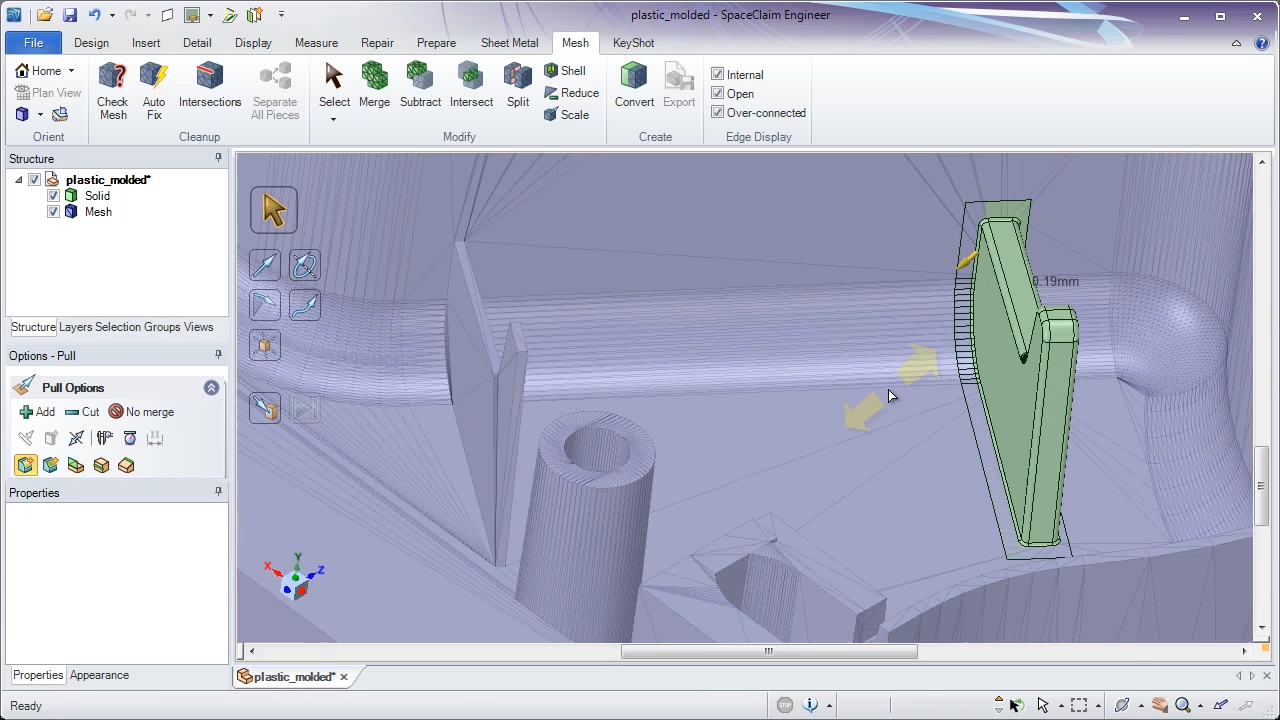 plastic_molded - SpaceClaim Engineer
File Design Insert Detail Display Measure Repair Prepare Sheet Metal Mesh KeyShot
Home
Plan View
Orient
Check Mesh
Auto Fix
Intersections
Separate All Pieces
Cleanup
Select
Merge
Subtract
Intersect
Split
Shell
Reduce
Scale
Modify
Convert
Export
Create
Internal
Open
Over-connected
Edge Display
Structure
plastic_molded*
Solid
Mesh
Structure Layers Selection Groups Views
Options - Pull
Pull Options
Add Cut No merge
Properties
Properties Appearance
0.19mm
X Y Z
plastic_molded*
Ready